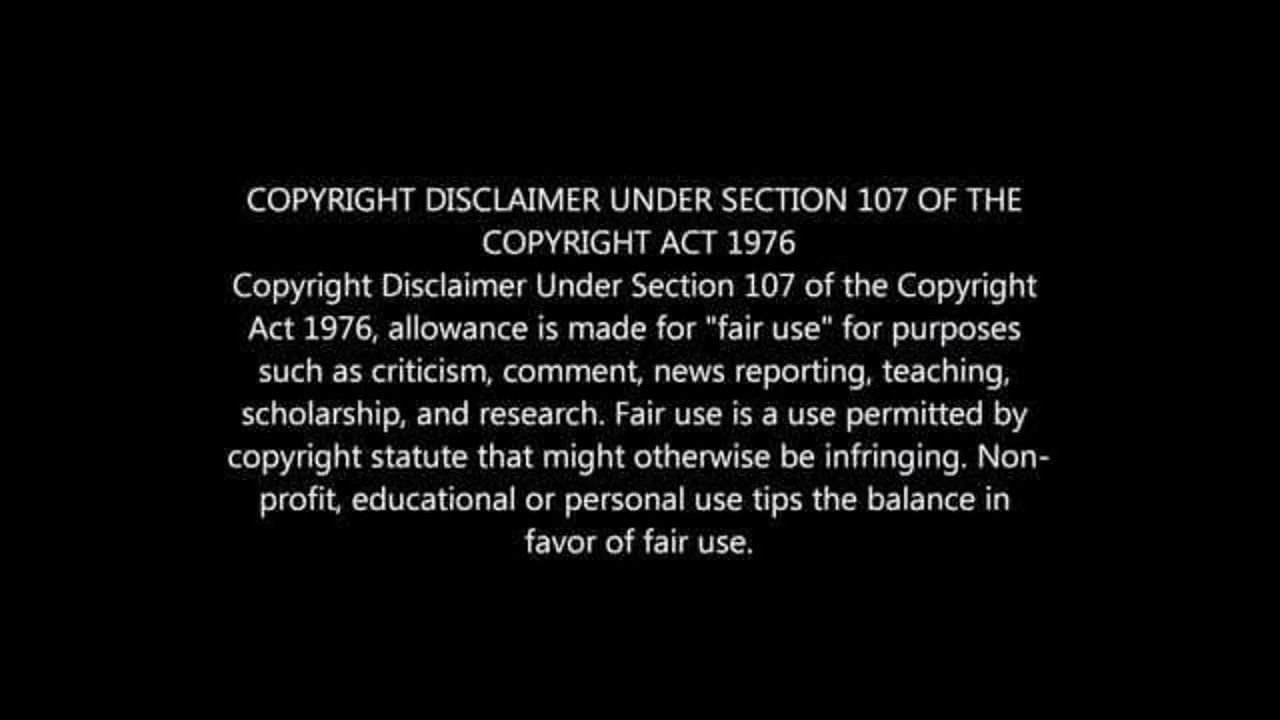 COPYRIGHT DISCLAIMER UNDER SECTION 107 OF THE
COPYRIGHT ACT 1976
Copyright Disclaimer Under Section 107 of the Copyright
Act 1976, allowance is made for "fair use" for purposes
such as criticism, comment, news reporting, teaching,
scholarship, and research. Fair use is a use permitted by
copyright statute that might otherwise be infringing. Non-
profit, educational or personal use tips the balance in
favor of fair use.